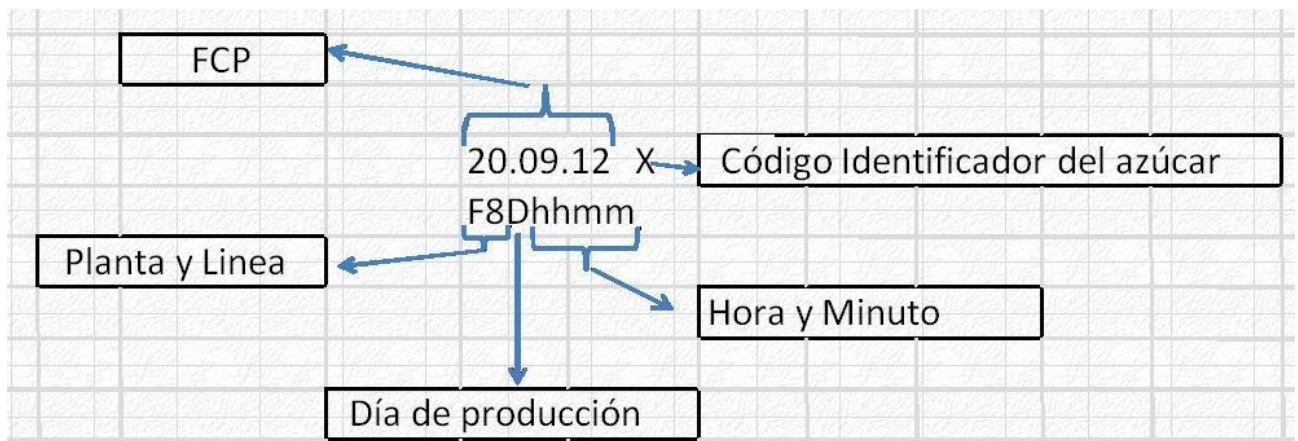 FCP
20.09.12 X
Código Identificador del azúcar
F8Dhhmm
Planta y Linea
Hora y Minuto
Día de producción